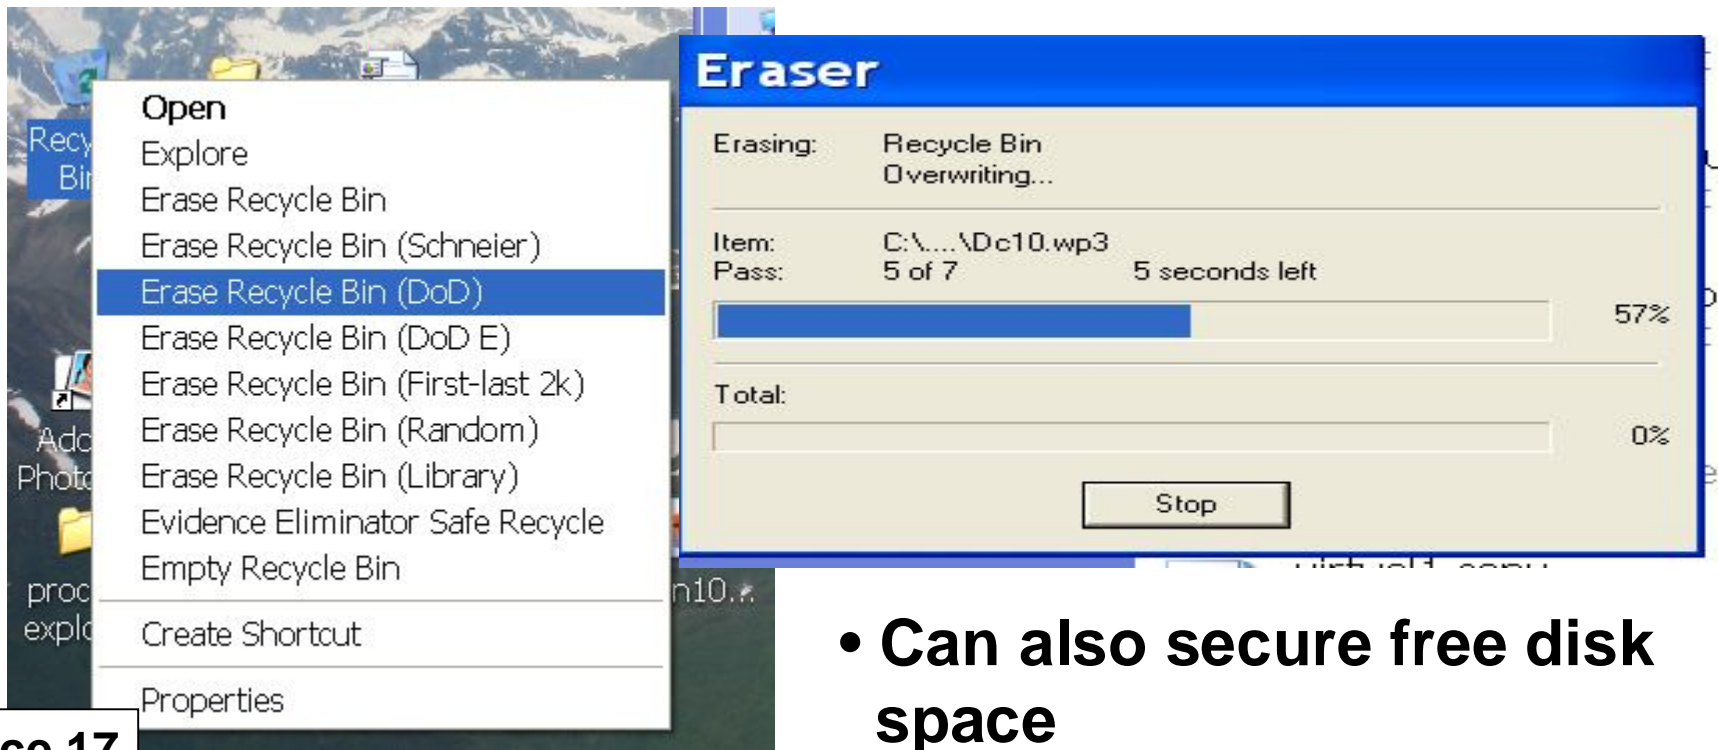 Open
Explore
Erase Recycle Bin
Erase Recycle Bin (Schneier)
Erase Recycle Bin (DoD)
Erase Recycle Bin (DoD E)
Erase Recycle Bin (First-last 2k)
Erase Recycle Bin (Random)
Erase Recycle Bin (Library)
Evidence Eliminator Safe Recycle
Empty Recycle Bin
Create Shortcut
Properties
Eraser
Erasing: Recycle Bin
Overwriting...
Item: C:\....\Dc10.wp3
Pass: 5 of 7 5 seconds left
57%
Total:
0%
Stop
• Can also secure free disk
space
17